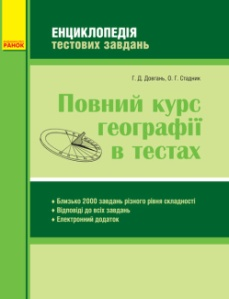 РАНОК
ЕНЦИКЛОПЕДІЯ
тестових завдань
Г. Д. Довгань, О. Г. Стадник
Повний курс
географії
в тестах
• Близько 2000 завдань різного рівня складності
• Відповіді до всіх завдань
• Електронний додаток